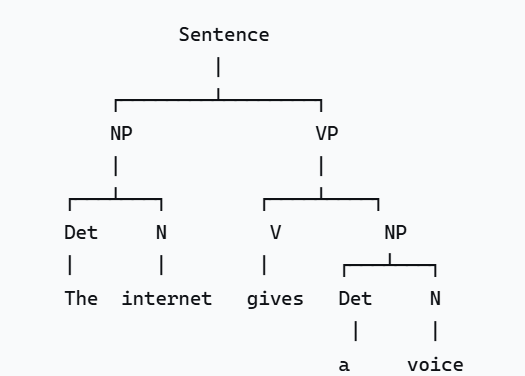 Sentence
NP VP
Det N V NP
The internet gives Det N
a voice